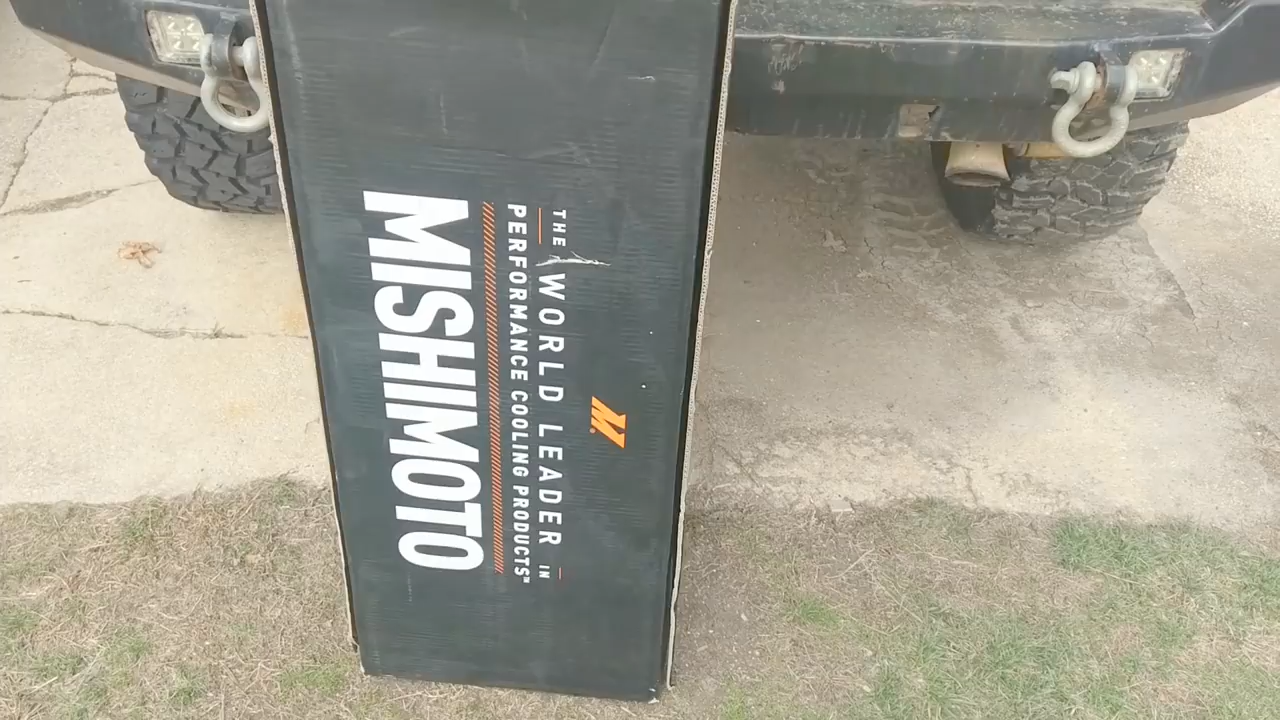 THE WORLD LEADER IN
PERFORMANCE COOLING PRODUCTS™
MISHIMOTO